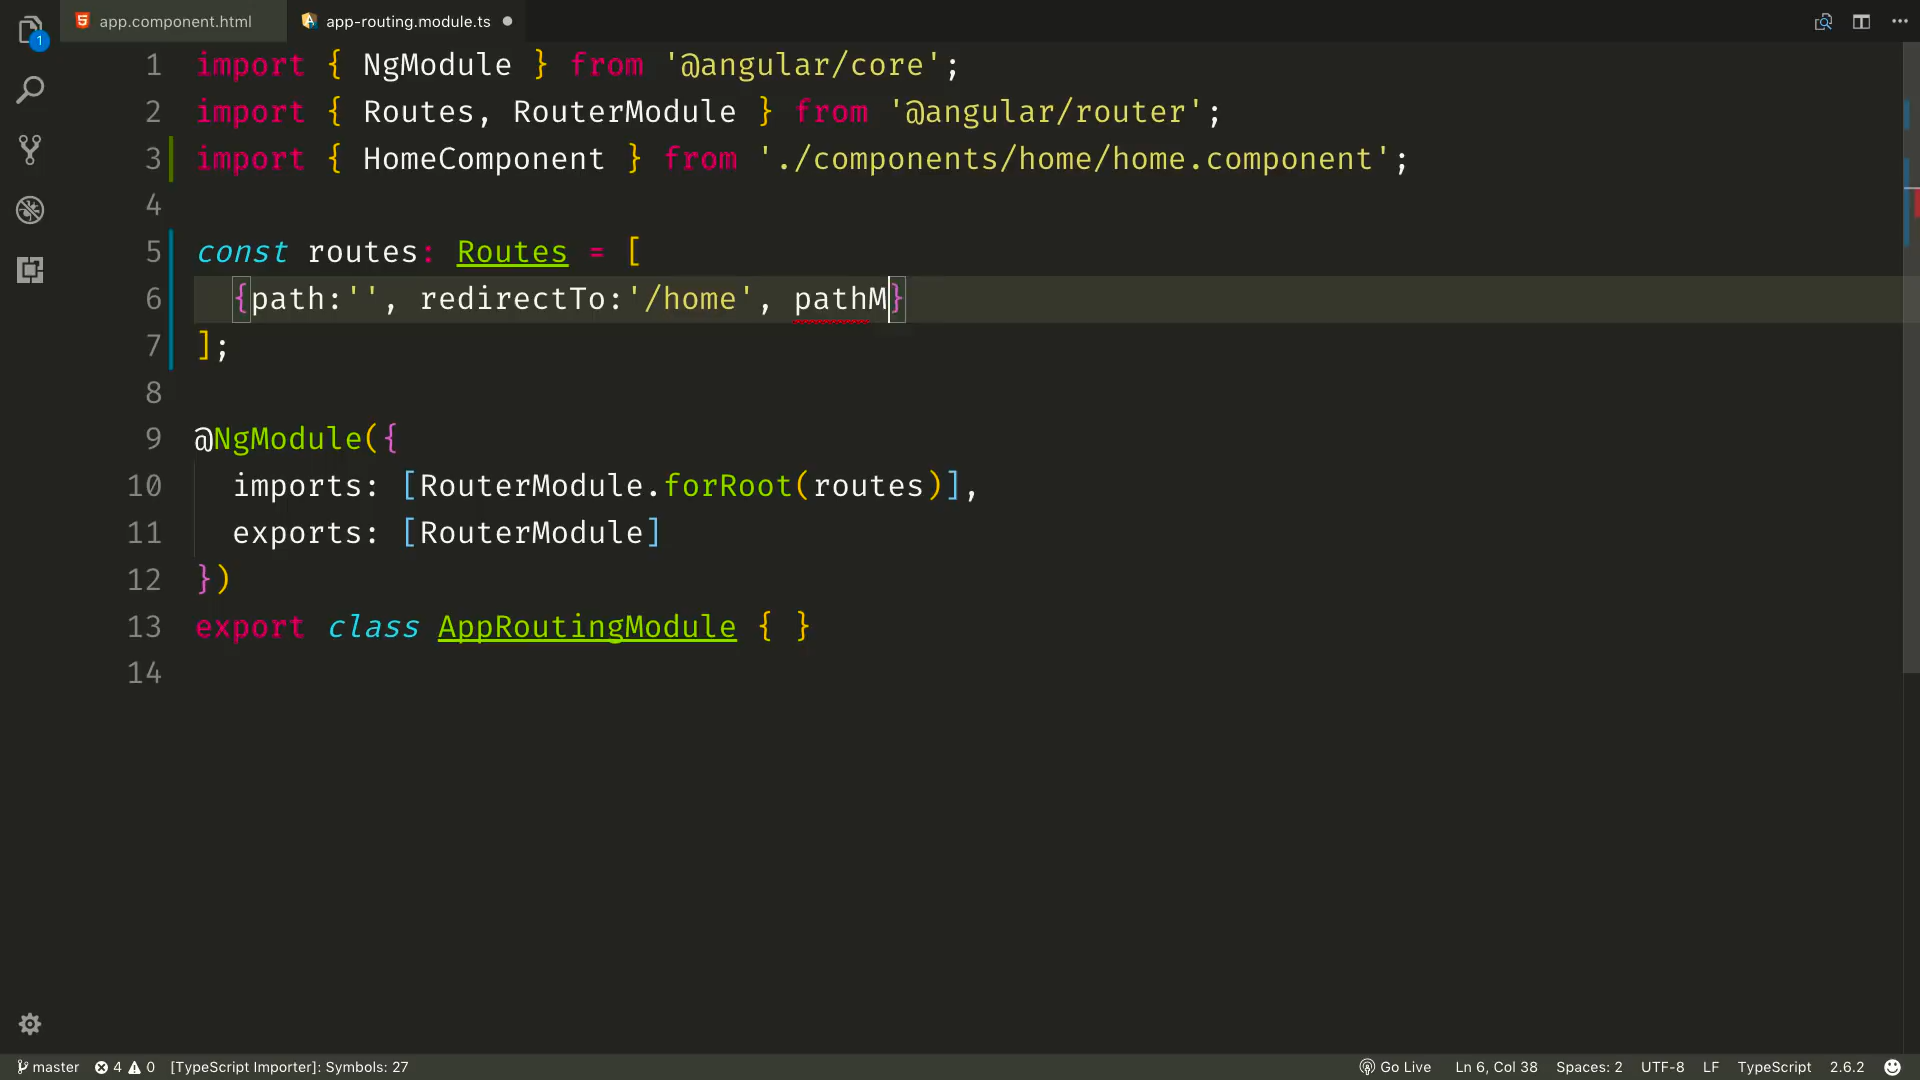 app.component.html
app-routing.module.ts
1
1 import { NgModule } from '@angular/core';
2 import { Routes, RouterModule } from '@angular/router';
3 import { HomeComponent } from './components/home/home.component';
4
5 const routes: Routes = [
6 {path:'', redirectTo:'/home', pathM}
7 ];
8
9 @NgModule({
10 imports: [RouterModule.forRoot(routes)],
11 exports: [RouterModule]
12 })
13 export class AppRoutingModule { }
14
master 4 0 [TypeScript Importer]: Symbols: 27 Go Live Ln 6, Col 38 Spaces: 2 UTF-8 LF TypeScript 2.6.2